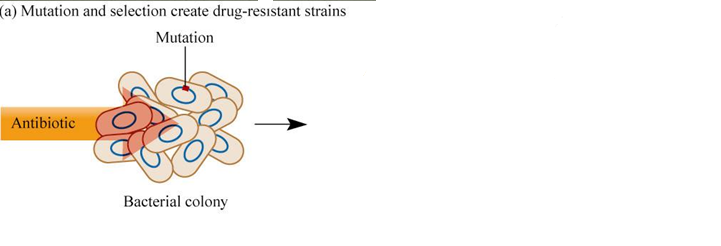 (a) Mutation and selection create drug-resistant strains
Mutation
Antibiotic
Bacterial colony